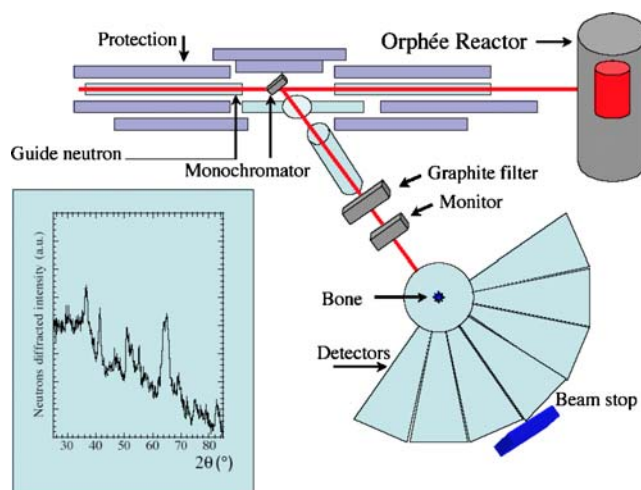 Protection
Orphée Reactor
Guide neutron
Monochromator
Graphite filter
Monitor
Bone
Detectors
Beam stop
Neutrons diffracted intensity (a.u.)
30 40 50 60 70 80
2θ (°)